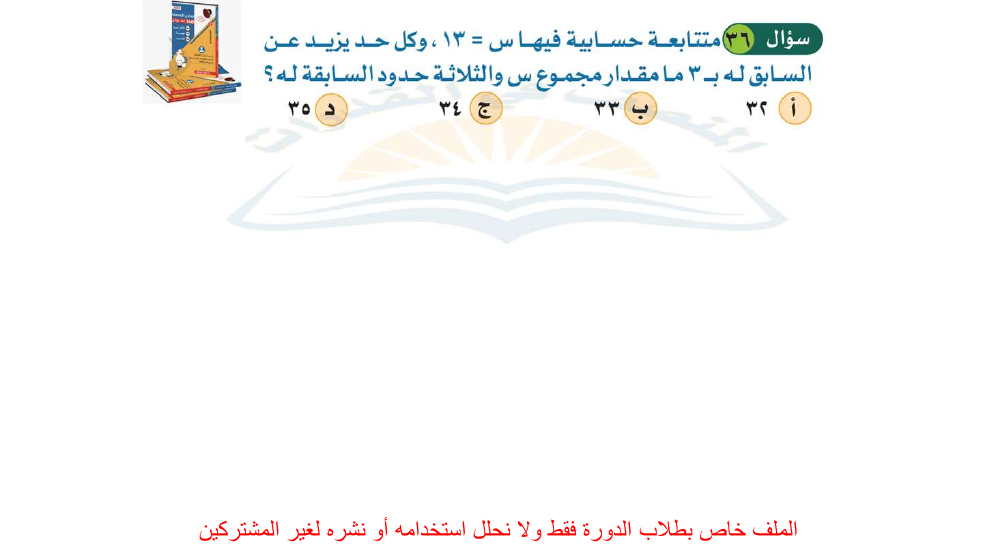 سؤال ٣٦ متتابعة حسابية فيها س = ١٣ ، وكل حد يزيد عن
السابق له بـ ٣ ما مقدار مجموع س والثلاثة حدود السابقة له؟
أ ٣٢ ب ٣٣ ج ٣٤ د ٣٥
الملف خاص بطلاب الدورة فقط ولا نحلل استخدامه أو نشره لغير المشتركين